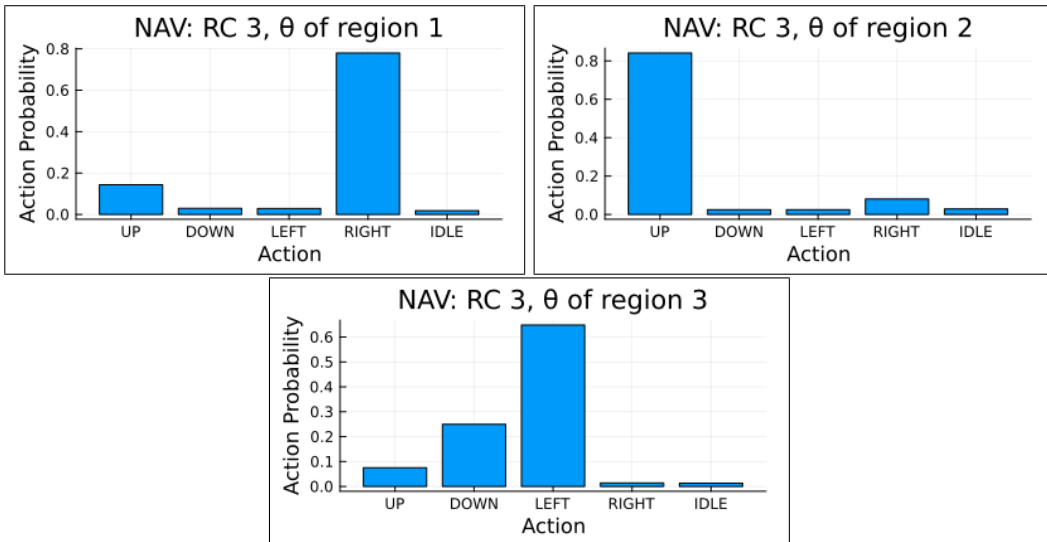 NAV: RC 3, θ of region 1
Action Probability
0.8
0.6
0.4
0.2
0.0
UP DOWN LEFT RIGHT IDLE
Action
NAV: RC 3, θ of region 2
Action Probability
0.8
0.6
0.4
0.2
0.0
UP DOWN LEFT RIGHT IDLE
Action
NAV: RC 3, θ of region 3
Action Probability
0.6
0.5
0.4
0.3
0.2
0.1
0.0
UP DOWN LEFT RIGHT IDLE
Action